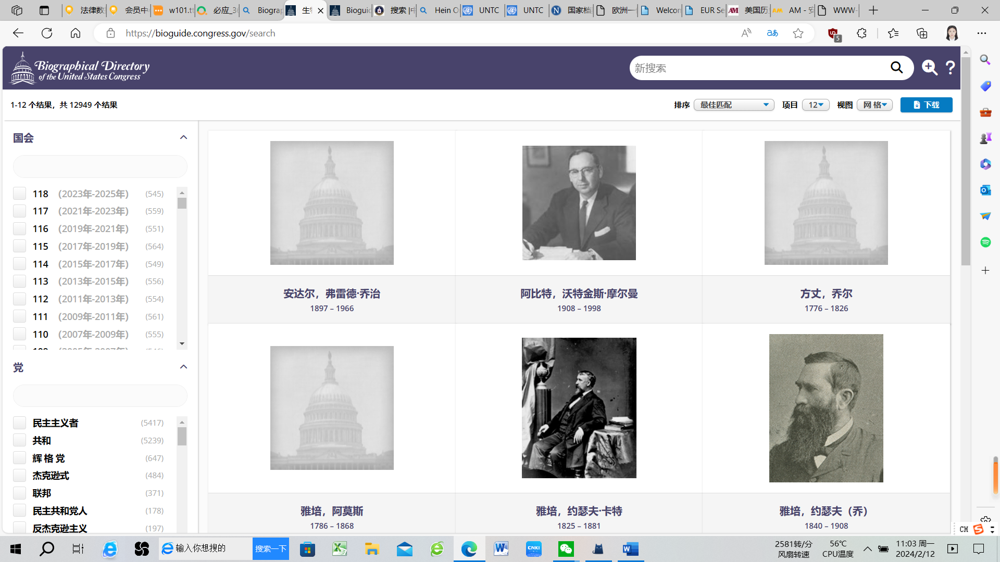 法律数
会员中
w101.tt
必应_30
Biograp
生物
Bioguid
搜索 |中
Hein O
UNTC
UNTC
国家档
欧洲一
Welcom
EUR Se
美国历
AM - 安
WWW-
https://bioguide.congress.gov/search
Biographical Directory
of the United States Congress
新搜索
1-12 个结果，共 12949 个结果
排序 最佳匹配 项目 12 视图 网 格 下载
国会
118 (2023年-2025年) (545)
117 (2021年-2023年) (559)
116 (2019年-2021年) (551)
115 (2017年-2019年) (564)
114 (2015年-2017年) (549)
113 (2013年-2015年) (556)
112 (2011年-2013年) (554)
111 (2009年-2011年) (561)
110 (2007年-2009年) (555)
党
民主主义者 (5417)
共和 (5239)
辉 格 党 (647)
杰克逊式 (484)
联邦 (371)
民主共和党人 (178)
反杰克逊主义 (197)
安达尔，弗雷德·乔治
1897 – 1966
阿比特，沃特金斯·摩尔曼
1908 – 1998
方丈，乔尔
1776 – 1826
雅培，阿莫斯
1786 – 1868
雅培，约瑟夫·卡特
1825 – 1881
雅培，约瑟夫（乔）
1840 – 1908
CH
输入你想搜的
搜索一下
CNKI
2581转/分
风扇转速
56℃
CPU温度
11:03 周一
2024/2/12